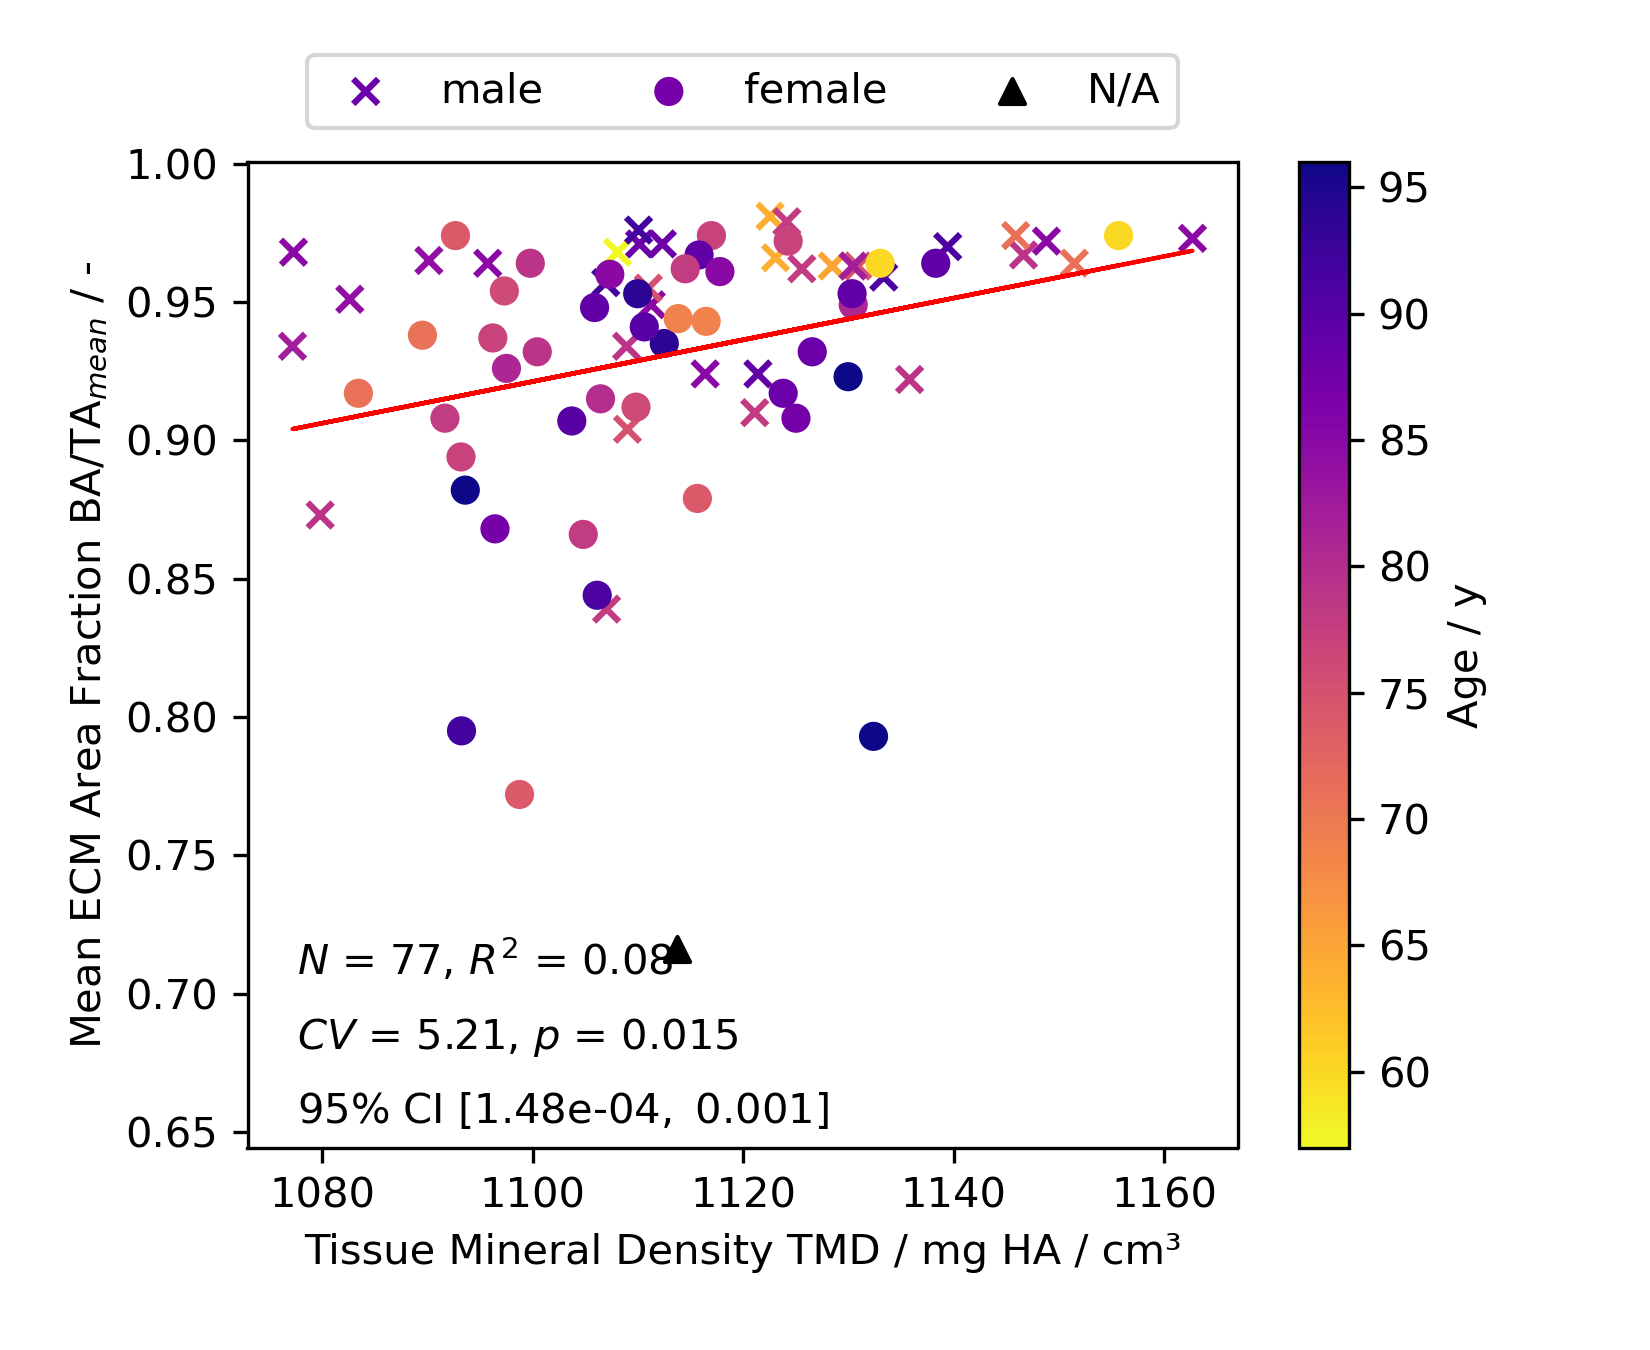 male female N/A
1.00
0.95
0.90
0.85
0.80
0.75
0.70
0.65
Mean ECM Area Fraction BA/TA_mean / -
N = 77, R² = 0.08
CV = 5.21, p = 0.015
95% CI [1.48e-04, 0.001]
1080 1100 1120 1140 1160
Tissue Mineral Density TMD / mg HA / cm³
95
90
85
80
75
70
65
60
Age / y